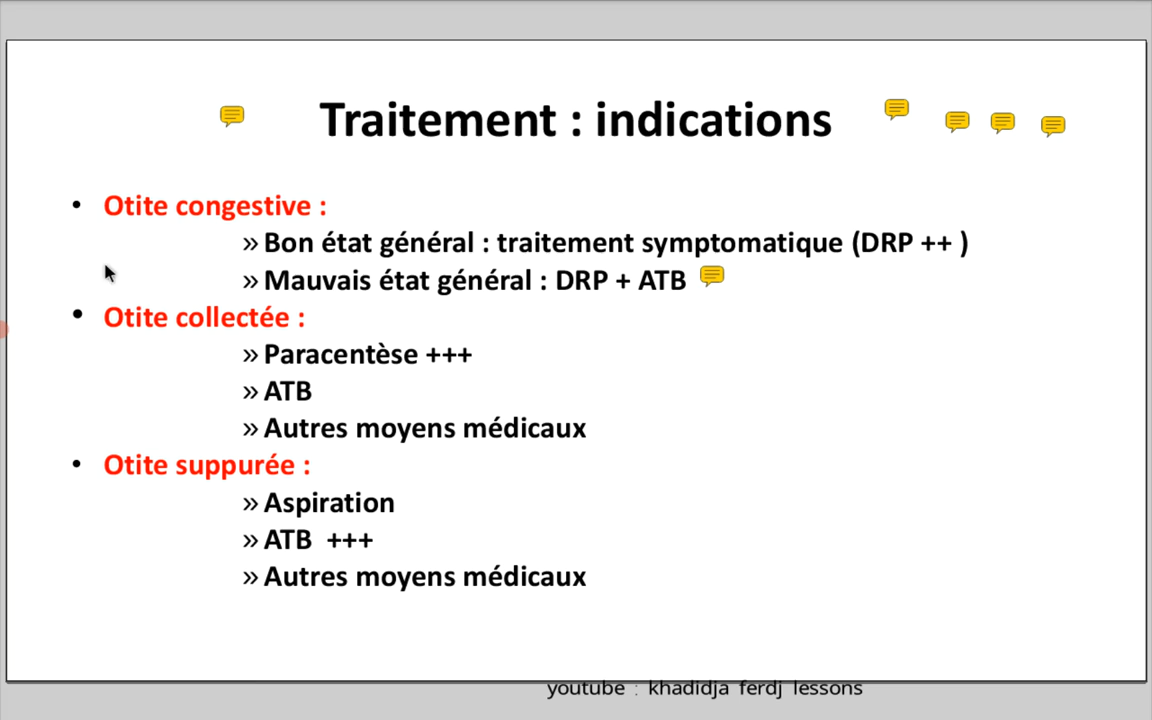 Traitement : indications
• Otite congestive :
» Bon état général : traitement symptomatique (DRP ++ )
» Mauvais état général : DRP + ATB
• Otite collectée :
» Paracentèse +++
» ATB
» Autres moyens médicaux
• Otite suppurée :
» Aspiration
» ATB +++
» Autres moyens médicaux
youtube : khadidja ferdj lessons